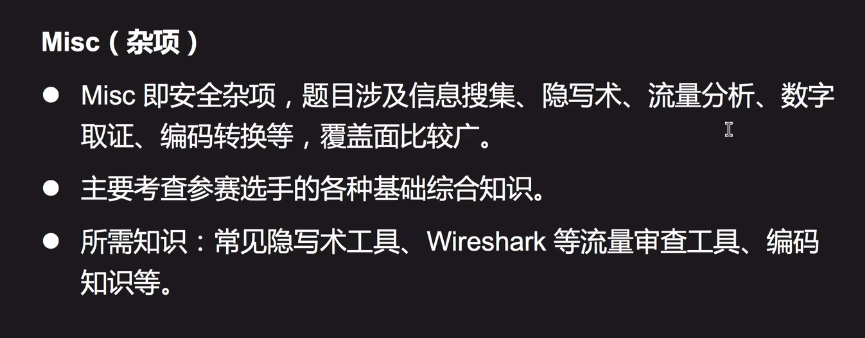 Misc（杂项）
● Misc 即安全杂项，题目涉及信息搜集、隐写术、流量分析、数字
取证、编码转换等，覆盖面比较广。
● 主要考查参赛选手的各种基础综合知识。
● 所需知识：常见隐写术工具、Wireshark 等流量审查工具、编码
知识等。